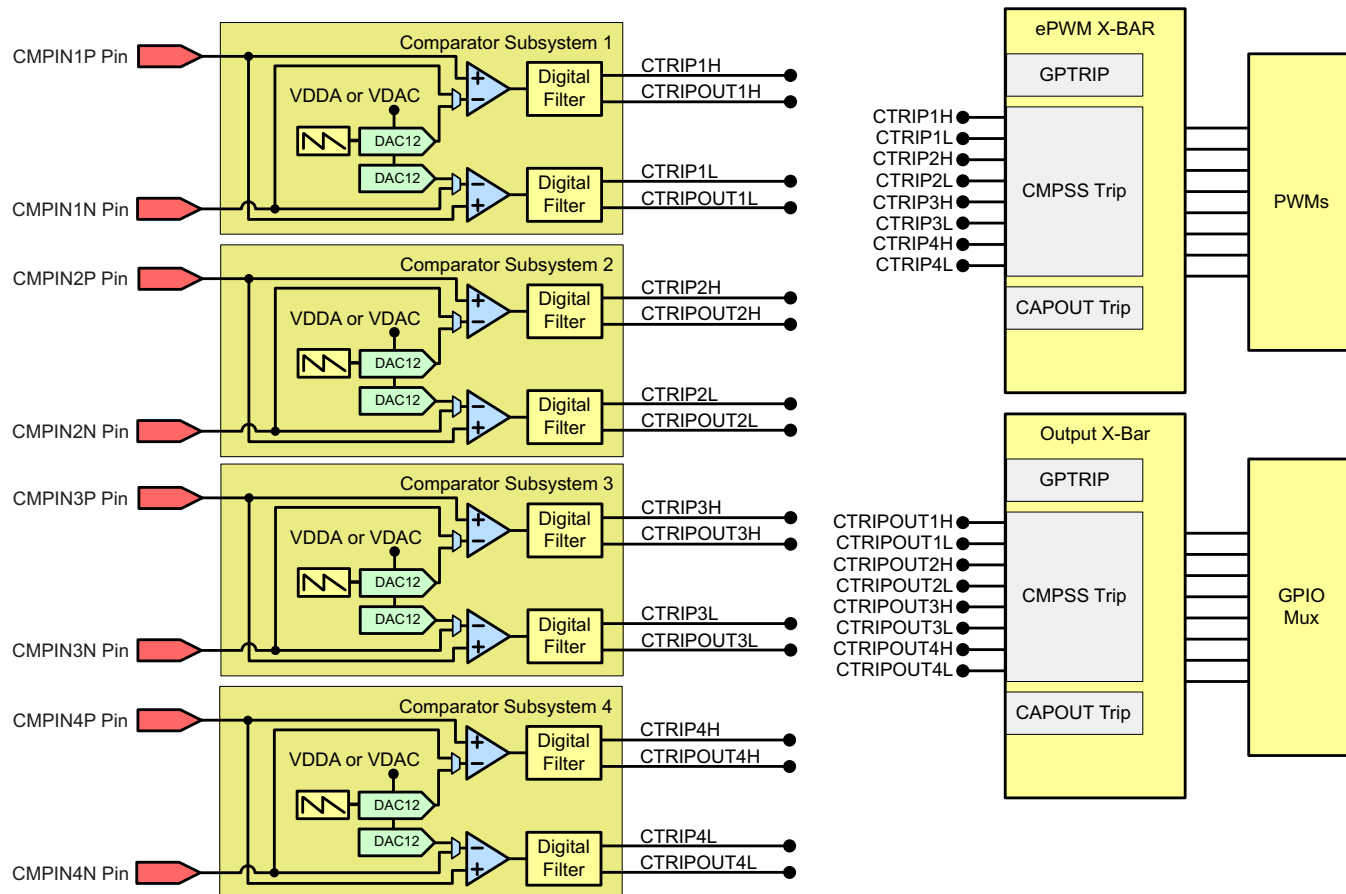 CMPIN1P Pin
Comparator Subsystem 1
VDDA or VDAC
DAC12
DAC12
Digital
Filter
CTRIP1H
CTRIPOUT1H
Digital
Filter
CTRIP1L
CTRIPOUT1L
CMPIN1N Pin
CMPIN2P Pin
Comparator Subsystem 2
VDDA or VDAC
DAC12
DAC12
Digital
Filter
CTRIP2H
CTRIPOUT2H
Digital
Filter
CTRIP2L
CTRIPOUT2L
CMPIN2N Pin
CMPIN3P Pin
Comparator Subsystem 3
VDDA or VDAC
DAC12
DAC12
Digital
Filter
CTRIP3H
CTRIPOUT3H
Digital
Filter
CTRIP3L
CTRIPOUT3L
CMPIN3N Pin
CMPIN4P Pin
Comparator Subsystem 4
VDDA or VDAC
DAC12
DAC12
Digital
Filter
CTRIP4H
CTRIPOUT4H
Digital
Filter
CTRIP4L
CTRIPOUT4L
CMPIN4N Pin
ePWM X-BAR
GPTRIP
CTRIP1H
CTRIP1L
CTRIP2H
CTRIP2L
CTRIP3H
CTRIP3L
CTRIP4H
CTRIP4L
CMPSS Trip
CAPOUT Trip
PWMs
Output X-Bar
GPTRIP
CTRIPOUT1H
CTRIPOUT1L
CTRIPOUT2H
CTRIPOUT2L
CTRIPOUT3H
CTRIPOUT3L
CTRIPOUT4H
CTRIPOUT4L
CMPSS Trip
CAPOUT Trip
GPIO
Mux